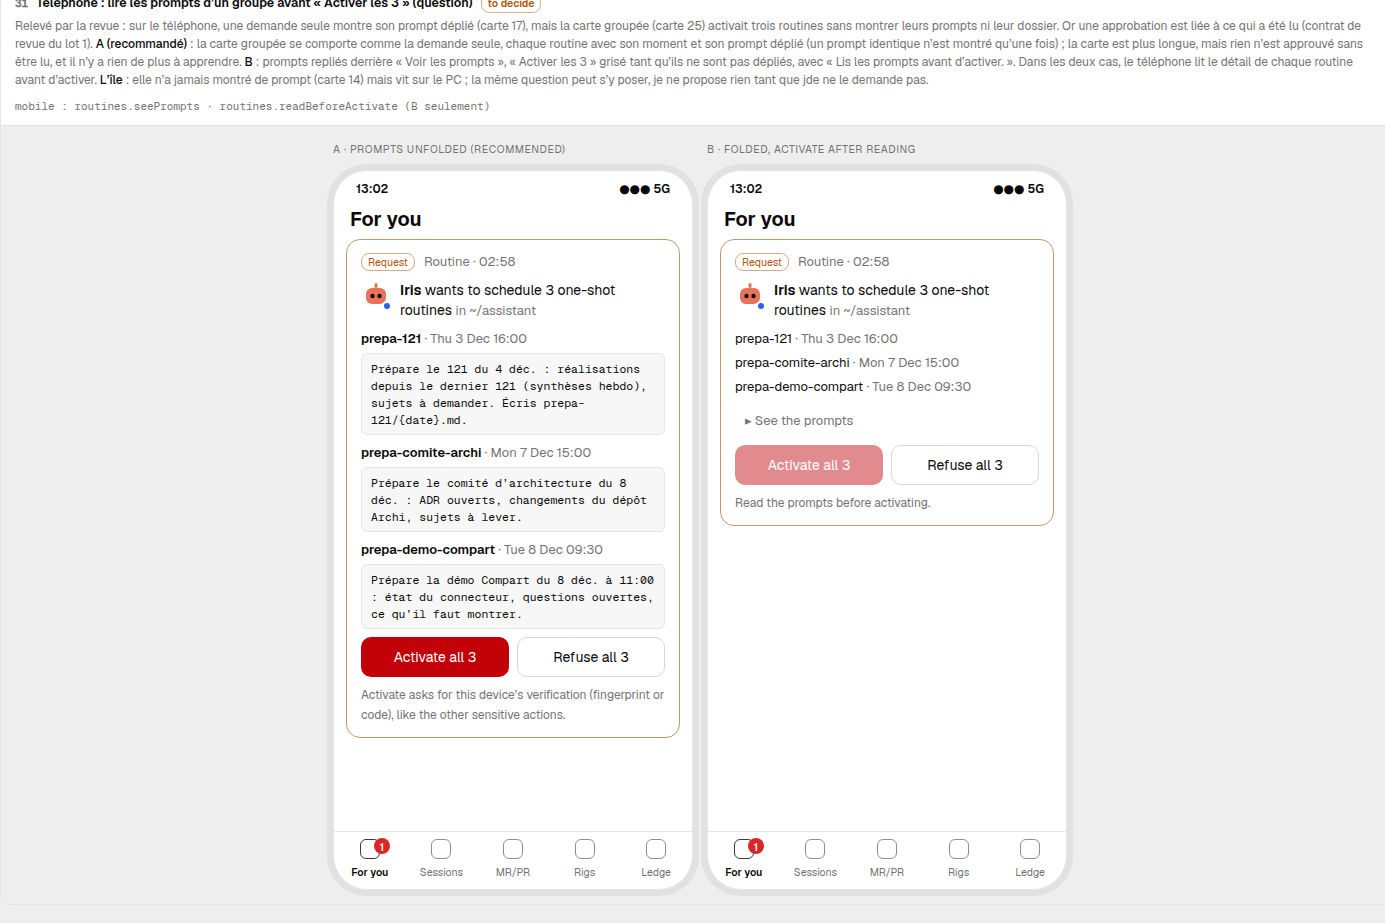 31 Téléphone : lire les prompts d'un groupe avant « Activer les 3 » (question) to decide
Relevé par la revue : sur le téléphone, une demande seule montre son prompt déplié (carte 17), mais la carte groupée (carte 25) activait trois routines sans montrer leurs prompts ni leur dossier. Or une approbation est liée à ce qui a été lu (contrat de
revue du lot 1). A (recommandé) : la carte groupée se comporte comme la demande seule, chaque routine avec son moment et son prompt déplié (un prompt identique n'est montré qu'une fois) ; la carte est plus longue, mais rien n'est approuvé sans
être lu, et il n'y a rien de plus à apprendre. B : prompts repliés derrière « Voir les prompts », « Activer les 3 » grisé tant qu'ils ne sont pas dépliés, avec « Lis les prompts avant d'activer. ». Dans les deux cas, le téléphone lit le détail de chaque routine
avant d'activer. L'île : elle n'a jamais montré de prompt (carte 14) mais vit sur le PC ; la même question peut s'y poser, je ne propose rien tant que jde ne le demande pas.
mobile : routines.seePrompts · routines.readBeforeActivate (B seulement)
A · PROMPTS UNFOLDED (RECOMMENDED)
13:02 5G
For you
Request Routine · 02:58
Iris wants to schedule 3 one-shot
routines in ~/assistant
prepa-121 · Thu 3 Dec 16:00
Prépare le 121 du 4 déc. : réalisations
depuis le dernier 121 (synthèses hebdo),
sujets à demander. Écris prepa-
121/{date}.md.
prepa-comite-archi · Mon 7 Dec 15:00
Prépare le comité d'architecture du 8
déc. : ADR ouverts, changements du dépôt
Archi, sujets à lever.
prepa-demo-compart · Tue 8 Dec 09:30
Prépare la démo Compart du 8 déc. à 11:00
: état du connecteur, questions ouvertes,
ce qu'il faut montrer.
Activate all 3 Refuse all 3
Activate asks for this device's verification (fingerprint or
code), like the other sensitive actions.
1
For you Sessions MR/PR Rigs Ledge
B · FOLDED, ACTIVATE AFTER READING
13:02 5G
For you
Request Routine · 02:58
Iris wants to schedule 3 one-shot
routines in ~/assistant
prepa-121 · Thu 3 Dec 16:00
prepa-comite-archi · Mon 7 Dec 15:00
prepa-demo-compart · Tue 8 Dec 09:30
▸ See the prompts
Activate all 3 Refuse all 3
Read the prompts before activating.
1
For you Sessions MR/PR Rigs Ledge